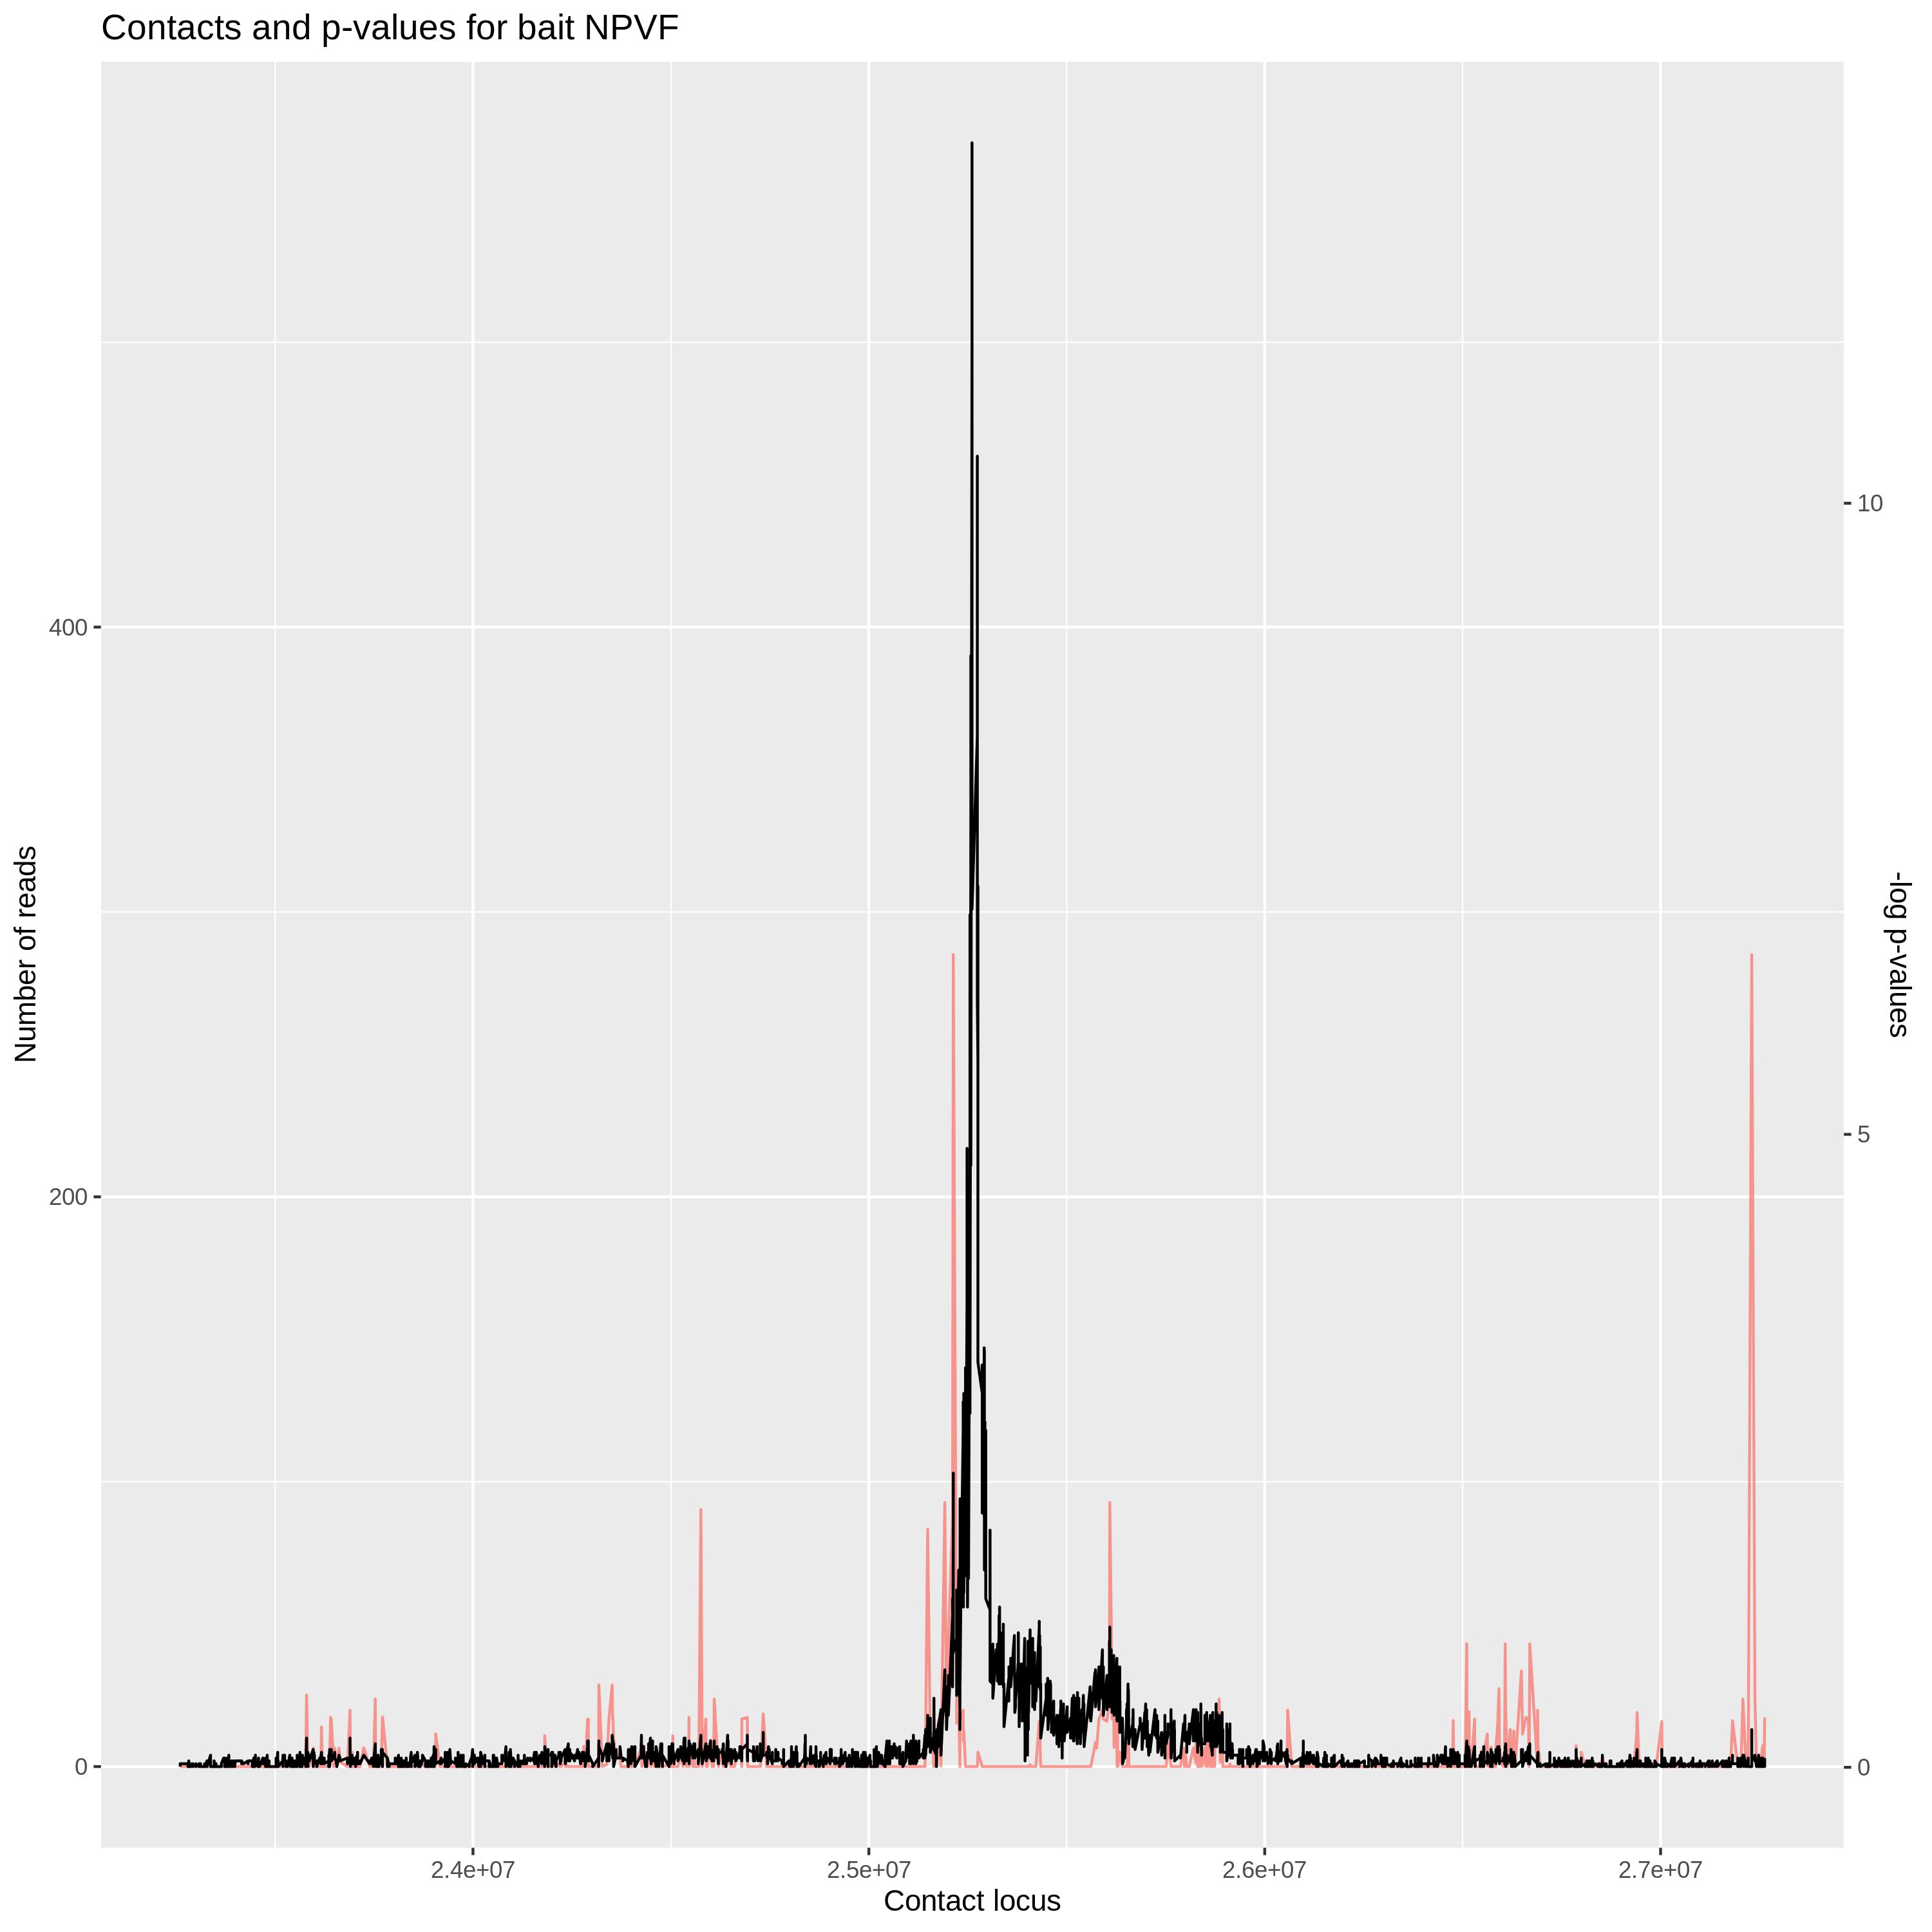 Contacts and p-values for bait NPVF
Number of reads
400
200
0
10
5
0
-log p-values
2.4e+07
2.5e+07
2.6e+07
2.7e+07
Contact locus